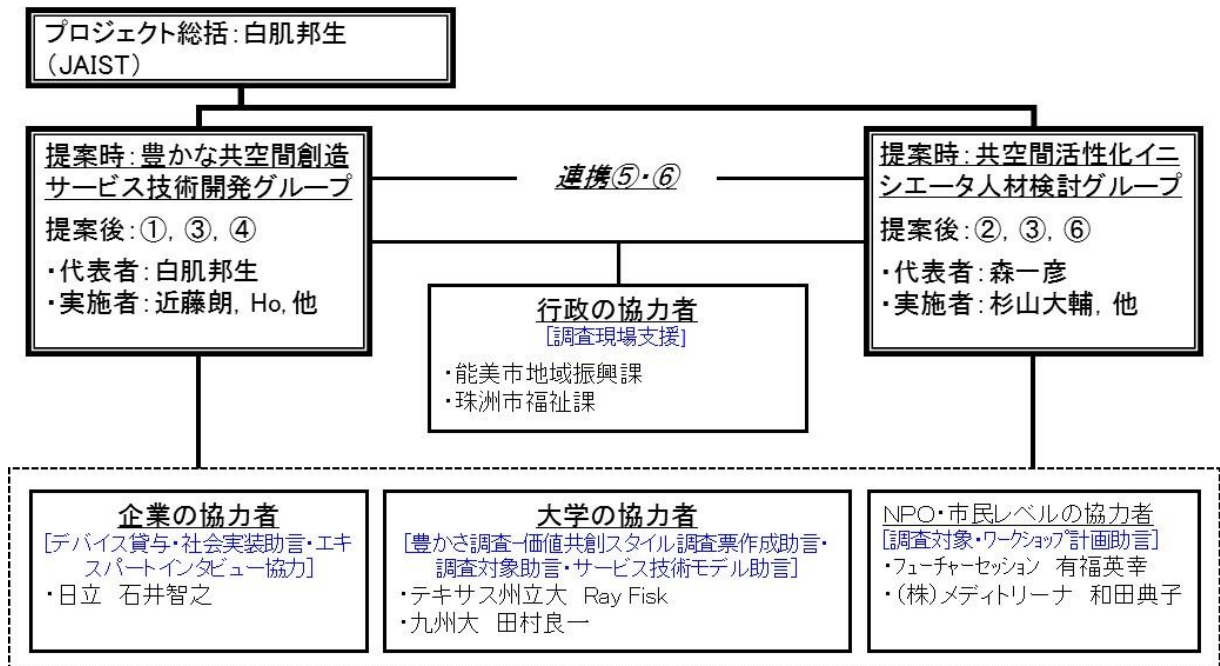 プロジェクト総括：白肌邦生
（JAIST）
提案時：豊かな共空間創造
サービス技術開発グループ
提案後：①，③，④
・代表者：白肌邦生
・実施者：近藤朗，Ho，他
連携⑤・⑥
提案時：共空間活性化イニ
シエータ人材検討グループ
提案後：②，③，⑥
・代表者：森一彦
・実施者：杉山大輔，他
行政の協力者
[調査現場支援]
・能美市地域振興課
・珠洲市福祉課
企業の協力者
[デバイス貸与・社会実装助言・エキ
スパートインタビュー協力]
・日立　石井智之
大学の協力者
[豊かさ調査-価値共創スタイル調査票作成助言・
調査対象助言・サービス技術モデル助言]
・テキサス州立大　Ray Fisk
・九州大　田村良一
NPO・市民レベルの協力者
[調査対象・ワークショップ計画助言]
・フューチャーセッション　有福英幸
・（株）メディトリーナ　和田典子